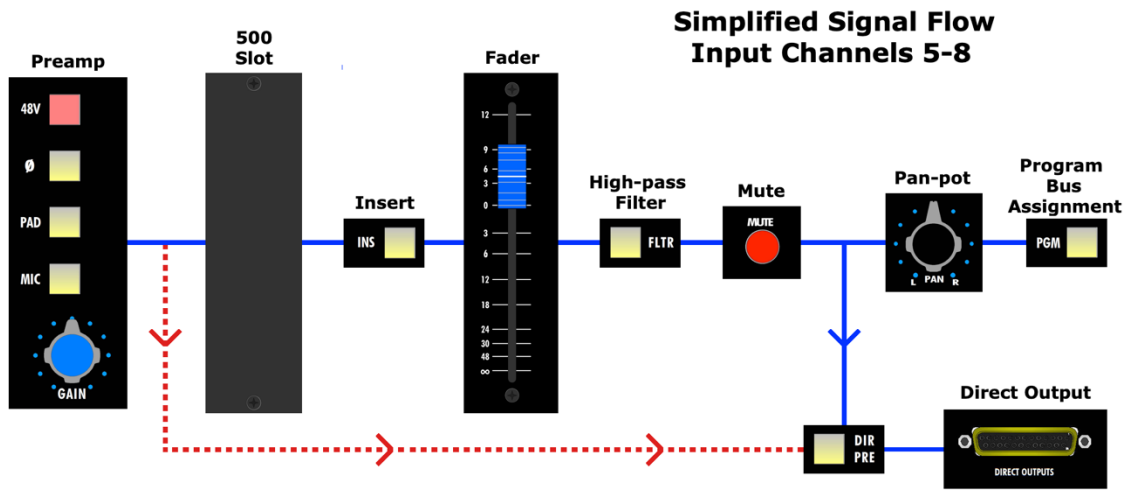 Simplified Signal Flow
Input Channels 5-8
Preamp
48V
Ø
PAD
MIC
GAIN
500
Slot
Insert
INS
Fader
12
9
6
3
0
3
6
12
18
24
30
48
∞
High-pass
Filter
FLTR
Mute
MUTE
Pan-pot
L PAN R
Program
Bus
Assignment
PGM
DIR
PRE
Direct Output
DIRECT OUTPUTS